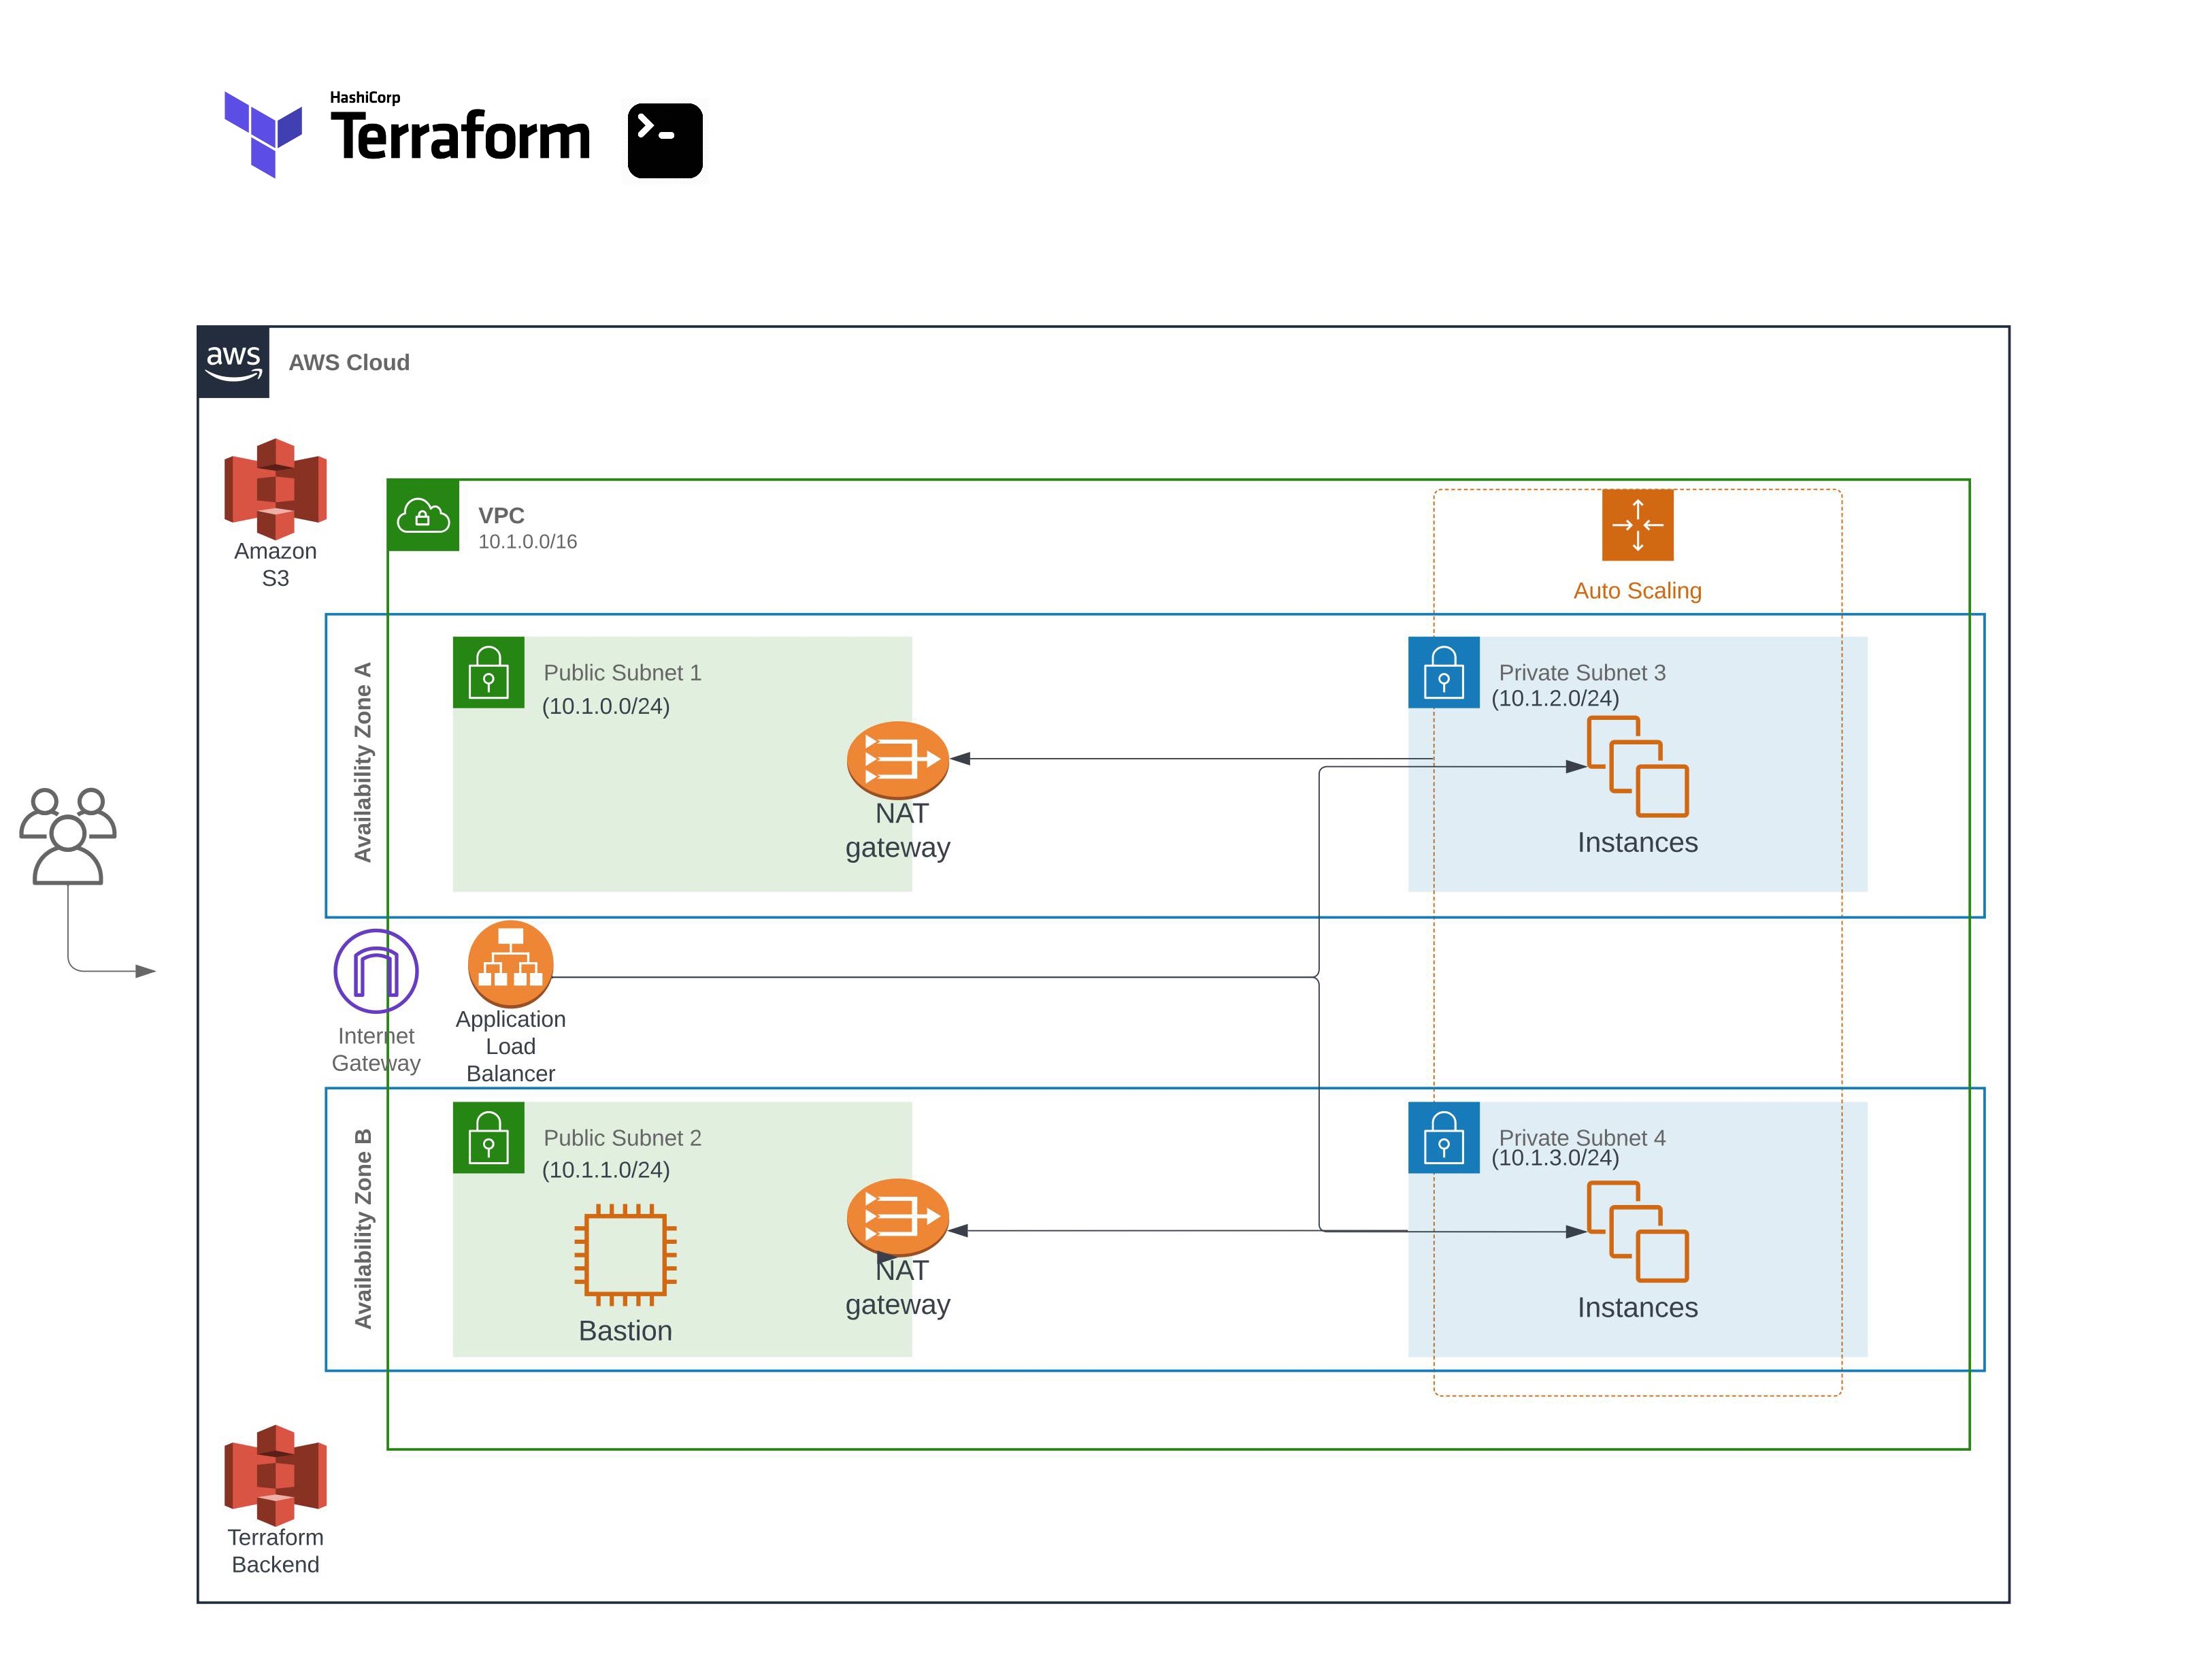 HashiCorp
Terraform
>-
aws
AWS Cloud
Amazon
S3
VPC
10.1.0.0/16
Auto Scaling
Availability Zone A
Public Subnet 1
(10.1.0.0/24)
NAT
gateway
Private Subnet 3
(10.1.2.0/24)
Instances
Internet
Gateway
Application
Load
Balancer
Availability Zone B
Public Subnet 2
(10.1.1.0/24)
Bastion
NAT
gateway
Private Subnet 4
(10.1.3.0/24)
Instances
Terraform
Backend